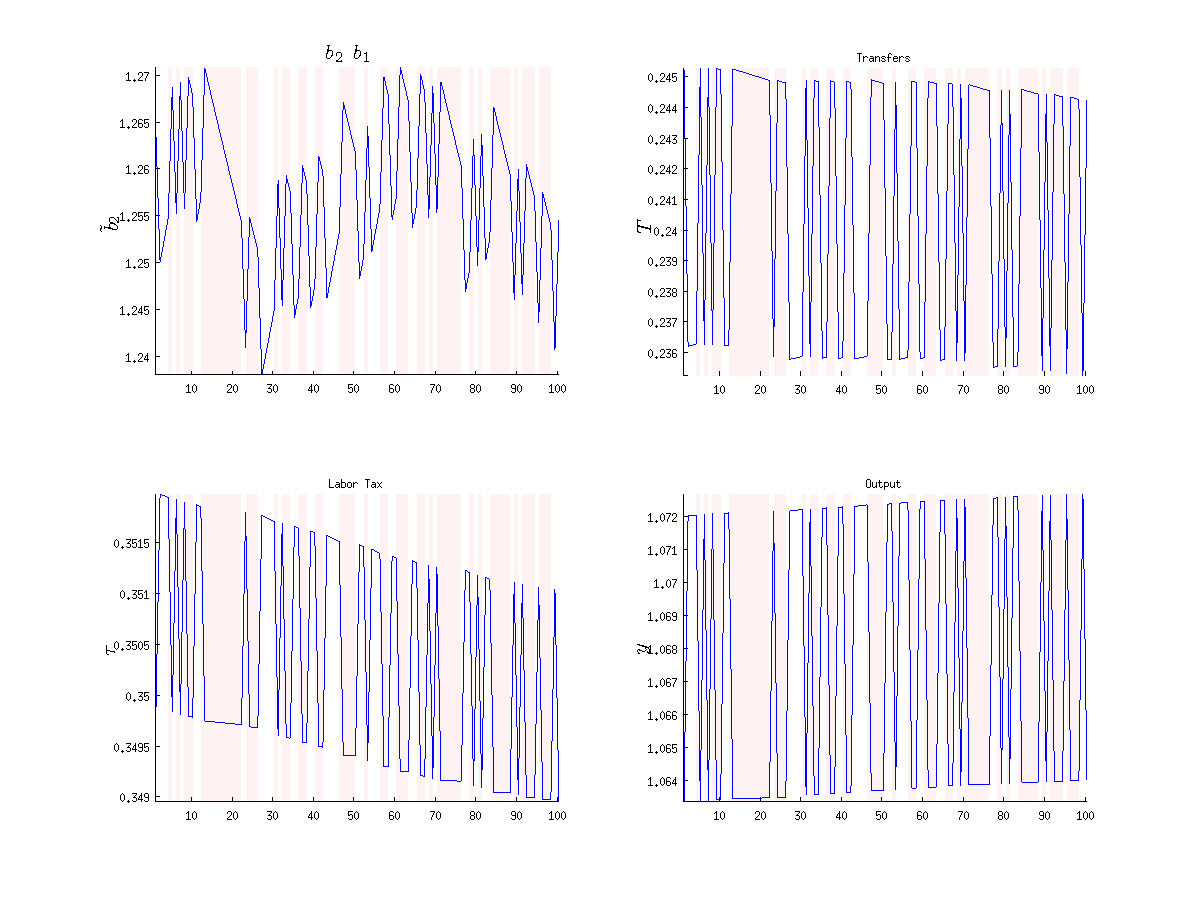 b₂ b₁
1.27
1.265
1.26
1.255
1.25
1.245
1.24
b̃₂
10 20 30 40 50 60 70 80 90 100
Transfers
0.245
0.244
0.243
0.242
0.241
0.24
0.239
0.238
0.237
0.236
T
10 20 30 40 50 60 70 80 90 100
Labor Tax
0.3515
0.351
0.3505
0.35
0.3495
0.349
τ
10 20 30 40 50 60 70 80 90 100
Output
1.072
1.071
1.07
1.069
1.068
1.067
1.066
1.065
1.064
y
10 20 30 40 50 60 70 80 90 100